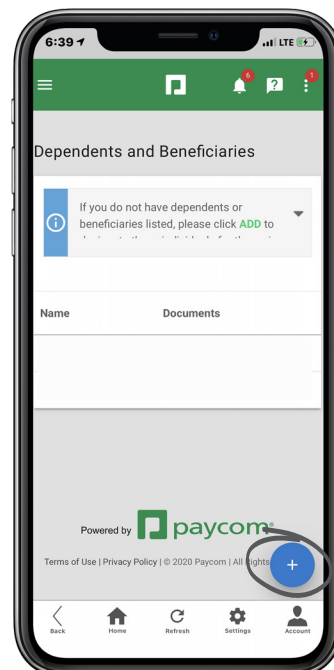 6:39
LTE
6
1
Dependents and Beneficiaries
If you do not have dependents or
beneficiaries listed, please click ADD to
Name Documents
Powered by paycom
Terms of Use | Privacy Policy | © 2020 Paycom | All Rights
+
Back Home Refresh Settings Account